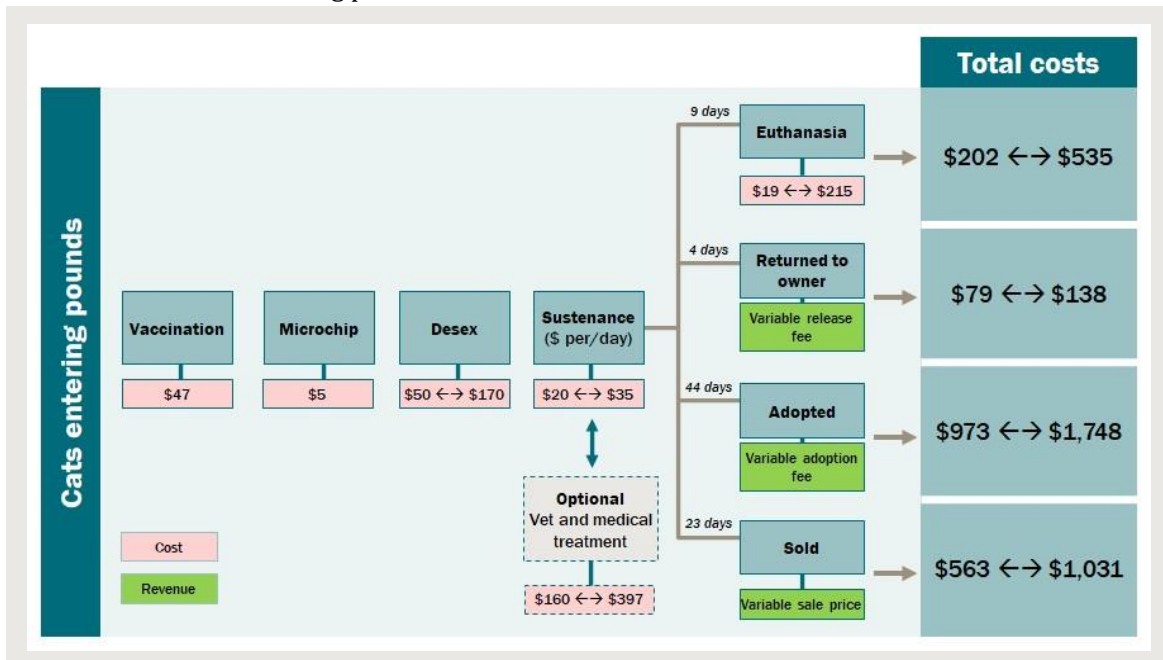 Total costs
Cats entering pounds
Vaccination
$47
Microchip
$5
Desex
$50 ←→ $170
Sustenance
($ per/day)
$20 ←→ $35
Optional
Vet and medical
treatment
$160 ←→ $397
9 days
Euthanasia
$19 ←→ $215
$202 ←→ $535
4 days
Returned to
owner
Variable release
fee
$79 ←→ $138
44 days
Adopted
Variable adoption
fee
$973 ←→ $1,748
23 days
Sold
Variable sale price
$563 ←→ $1,031
Cost
Revenue